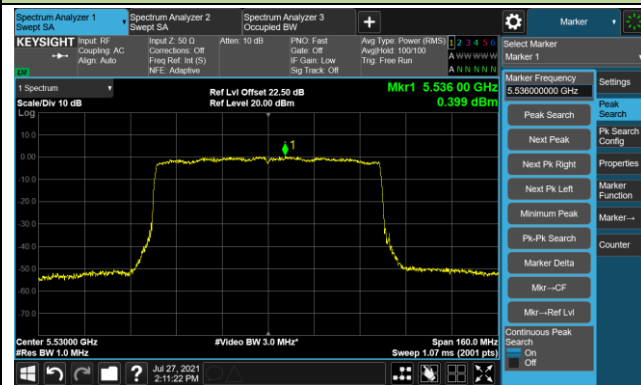 Spectrum Analyzer 1
Swept SA
Spectrum Analyzer 2
Swept SA
Spectrum Analyzer 3
Occupied BW
+
Marker
KEYSIGHT
Input: RF
Coupling: AC
Align: Auto
Input Z: 50 Ω
Corrections: Off
Freq Ref: Int (S)
NFE: Adaptive
Atten: 10 dB
PNO: Fast
Gate: Off
IF Gain: Low
Sig Track: Off
Avg Type: Power (RMS)
Avg|Hold: 100/100
Trig: Free Run
1 2 3 4 5 6
A W W W W W
A N N N N N
LXI
Select Marker
Marker 1
1 Spectrum
Scale/Div 10 dB
Log
Ref Lvl Offset 22.50 dB
Ref Level 20.00 dBm
Mkr1 5.536 00 GHz
0.399 dBm
10.0
0.00
-10.0
-20.0
-30.0
-40.0
-50.0
-60.0
-70.0
1
Center 5.53000 GHz
#Res BW 1.0 MHz
#Video BW 3.0 MHz*
Span 160.0 MHz
Sweep 1.07 ms (2001 pts)
Marker Frequency
5.536000000 GHz
Peak Search
Next Peak
Next Pk Right
Next Pk Left
Minimum Peak
Pk-Pk Search
Marker Delta
Mkr→CF
Mkr→Ref Lvl
Continuous Peak
Search
On
Off
Settings
Peak
Search
Pk Search
Config
Properties
Marker
Function
Marker→
Counter
?
Jul 27, 2021
2:11:22 PM